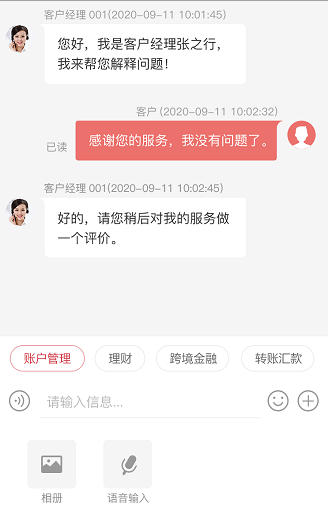 客户经理 001(2020-09-11 10:01:45)
您好，我是客户经理张之行，
我来帮您解释问题！
客户 (2020-09-11 10:02:32)
已读 感谢您的服务，我没有问题了。
客户经理 001(2020-09-11 10:02:45)
好的，请您稍后对我的服务做
一个评价。
账户管理 理财 跨境金融 转账汇款
请输入信息...
相册 语音输入